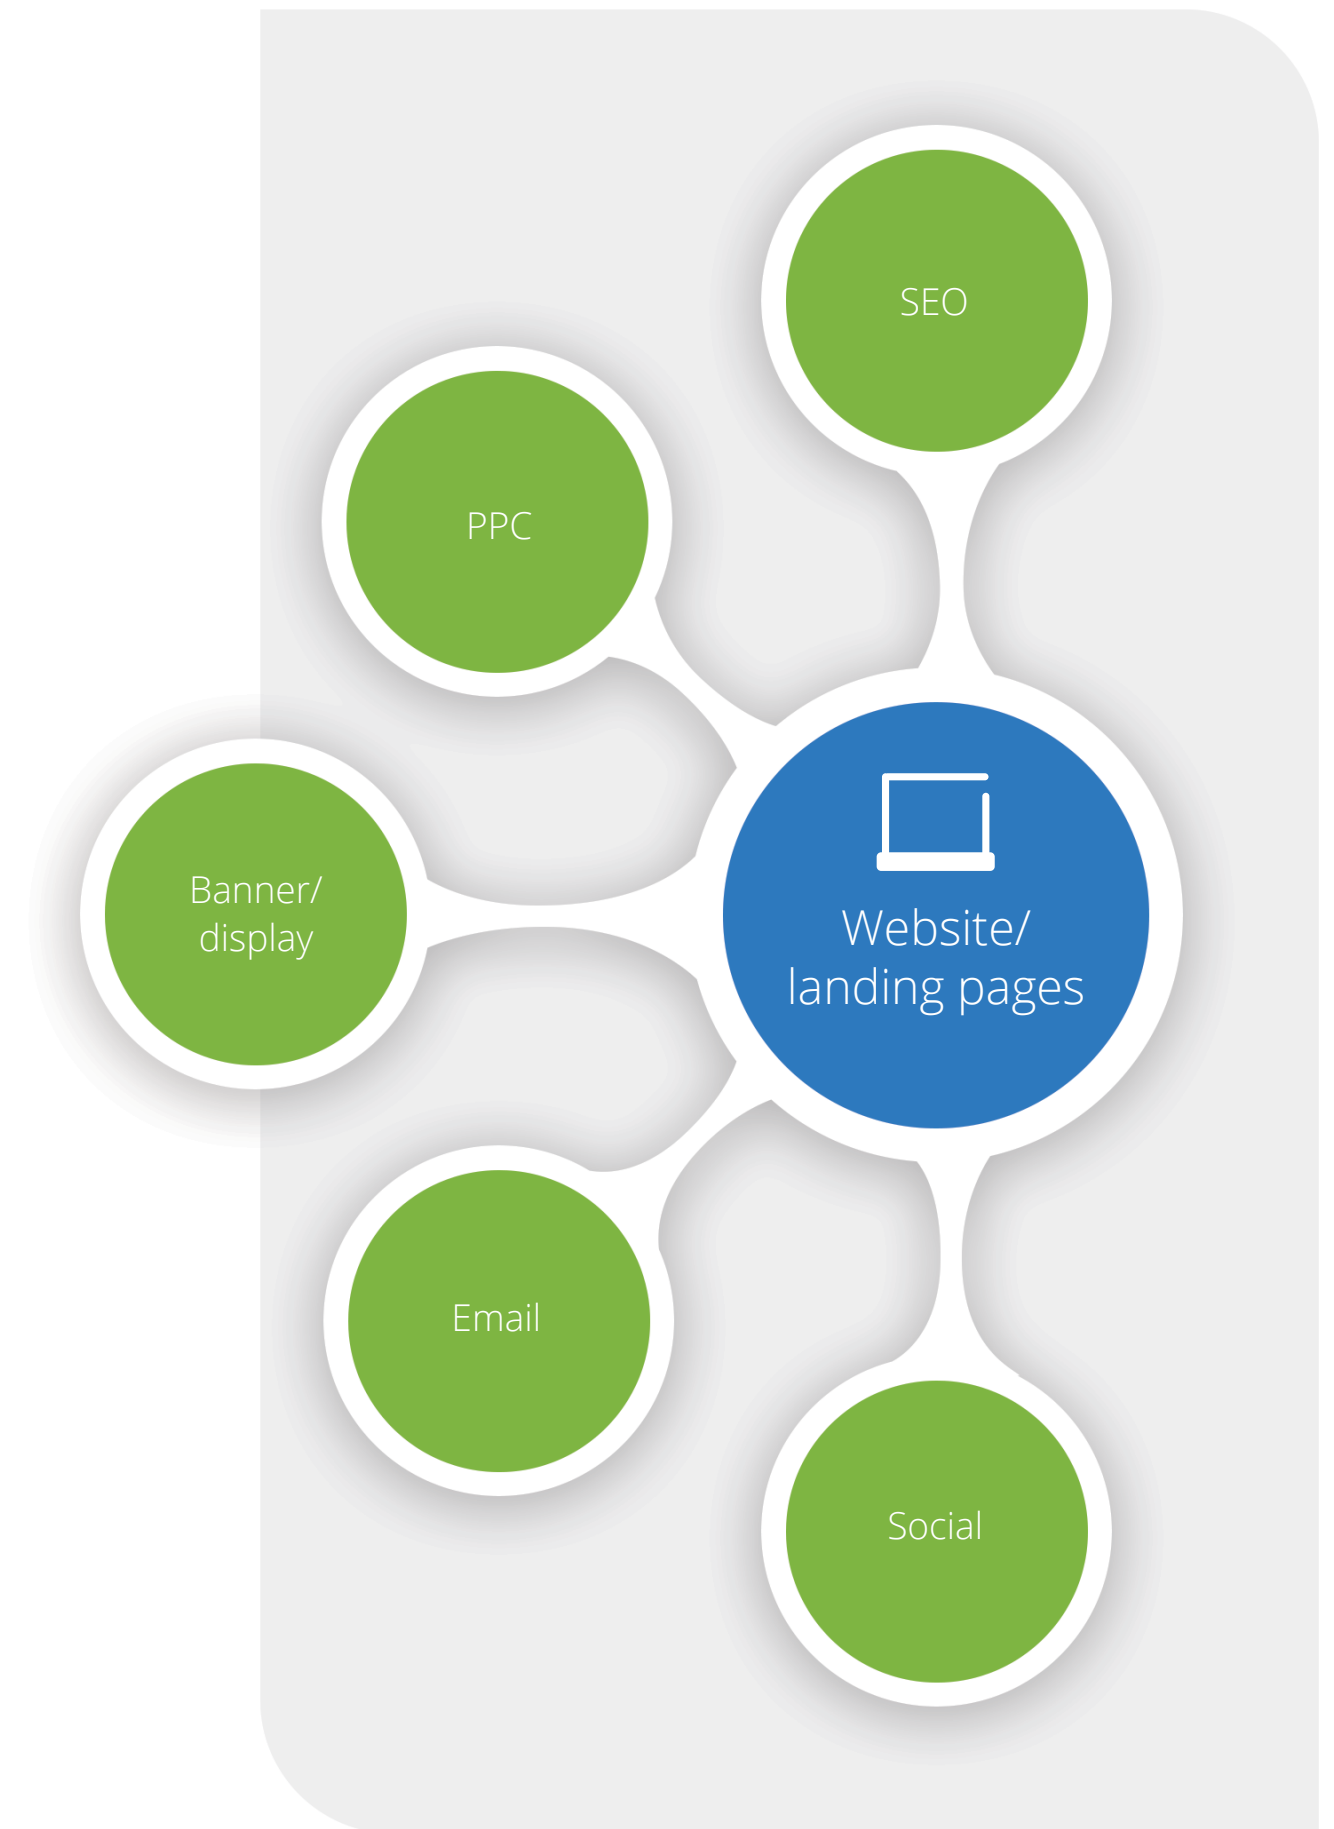 SEO
PPC
Banner/
display
Website/
landing pages
Email
Social